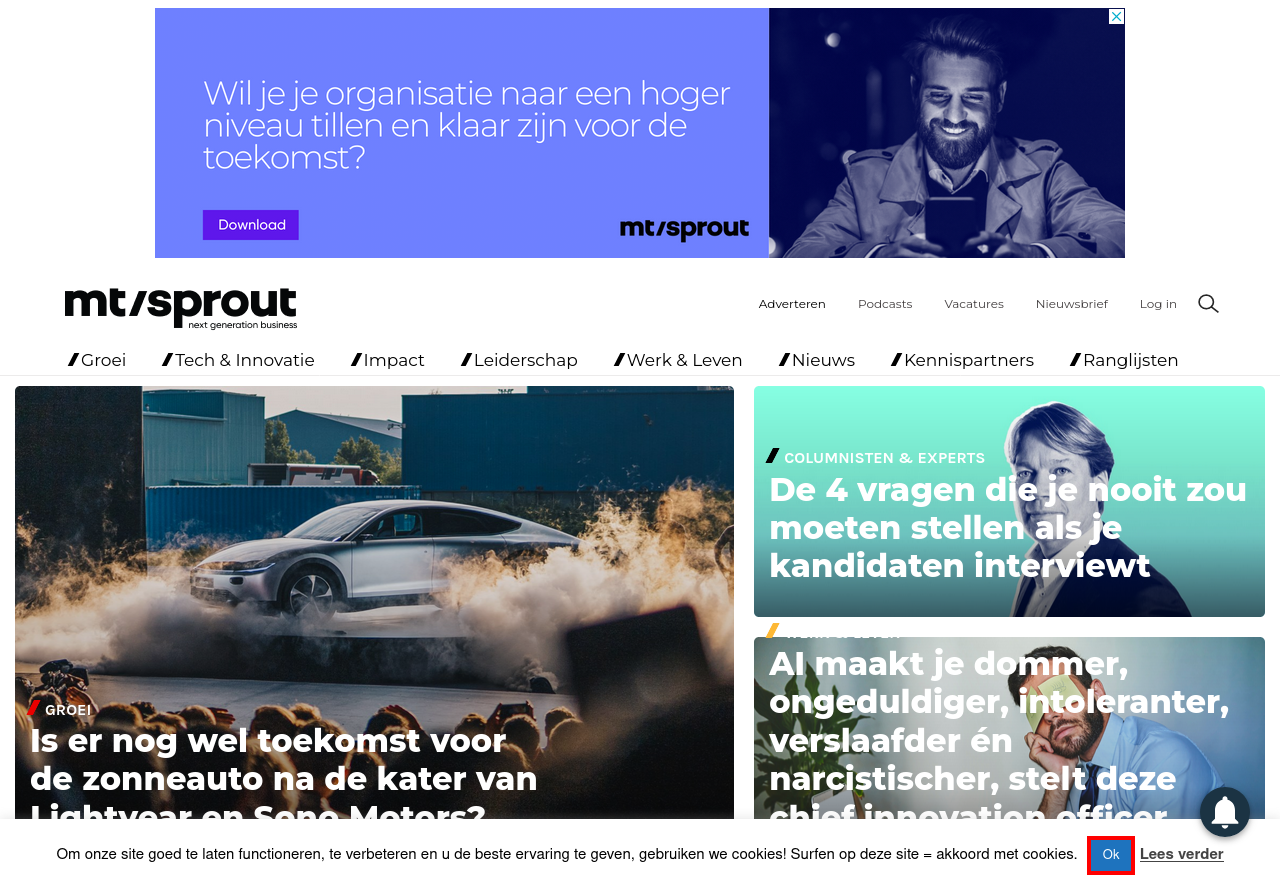 Wil je je organisatie naar een hoger
niveau tillen en klaar zijn voor de
toekomst?
Download
mt/sprout
mt/sprout
next generation business
Adverteren
Podcasts
Vacatures
Nieuwsbrief
Log in
Groei
Tech & Innovatie
Impact
Leiderschap
Werk & Leven
Nieuws
Kennispartners
Ranglijsten
GROEI
Is er nog wel toekomst voor
de zonneauto na de kater van
Lightyear en Sono Motors?
COLUMNISTEN & EXPERTS
De 4 vragen die je nooit zou
moeten stellen als je
kandidaten interviewt
WERK & LEVEN
AI maakt je dommer,
ongeduldiger, intoleranter,
verslaafder én
narcistischer, stelt deze
chief innovation officer
Om onze site goed te laten functioneren, te verbeteren en u de beste ervaring te geven, gebruiken we cookies! Surfen op deze site = akkoord met cookies.
Ok
Lees verder